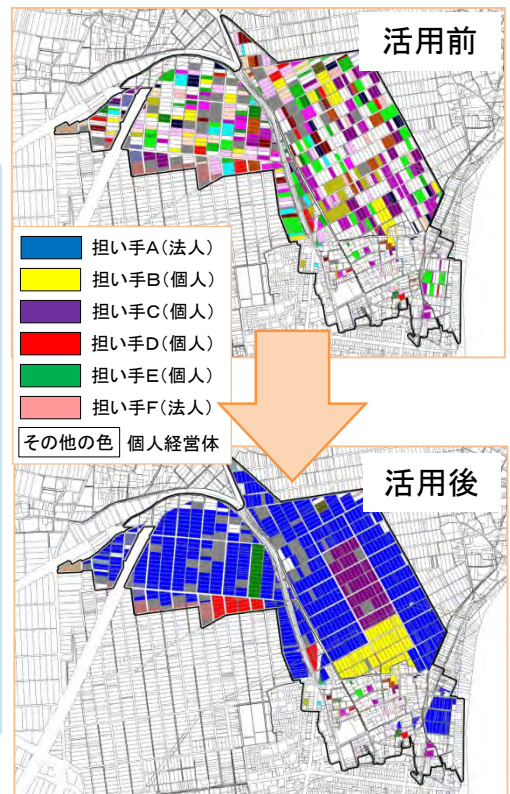 活用前
担い手A(法人)
担い手B(個人)
担い手C(個人)
担い手D(個人)
担い手E(個人)
担い手F(法人)
その他の色 個人経営体
活用後